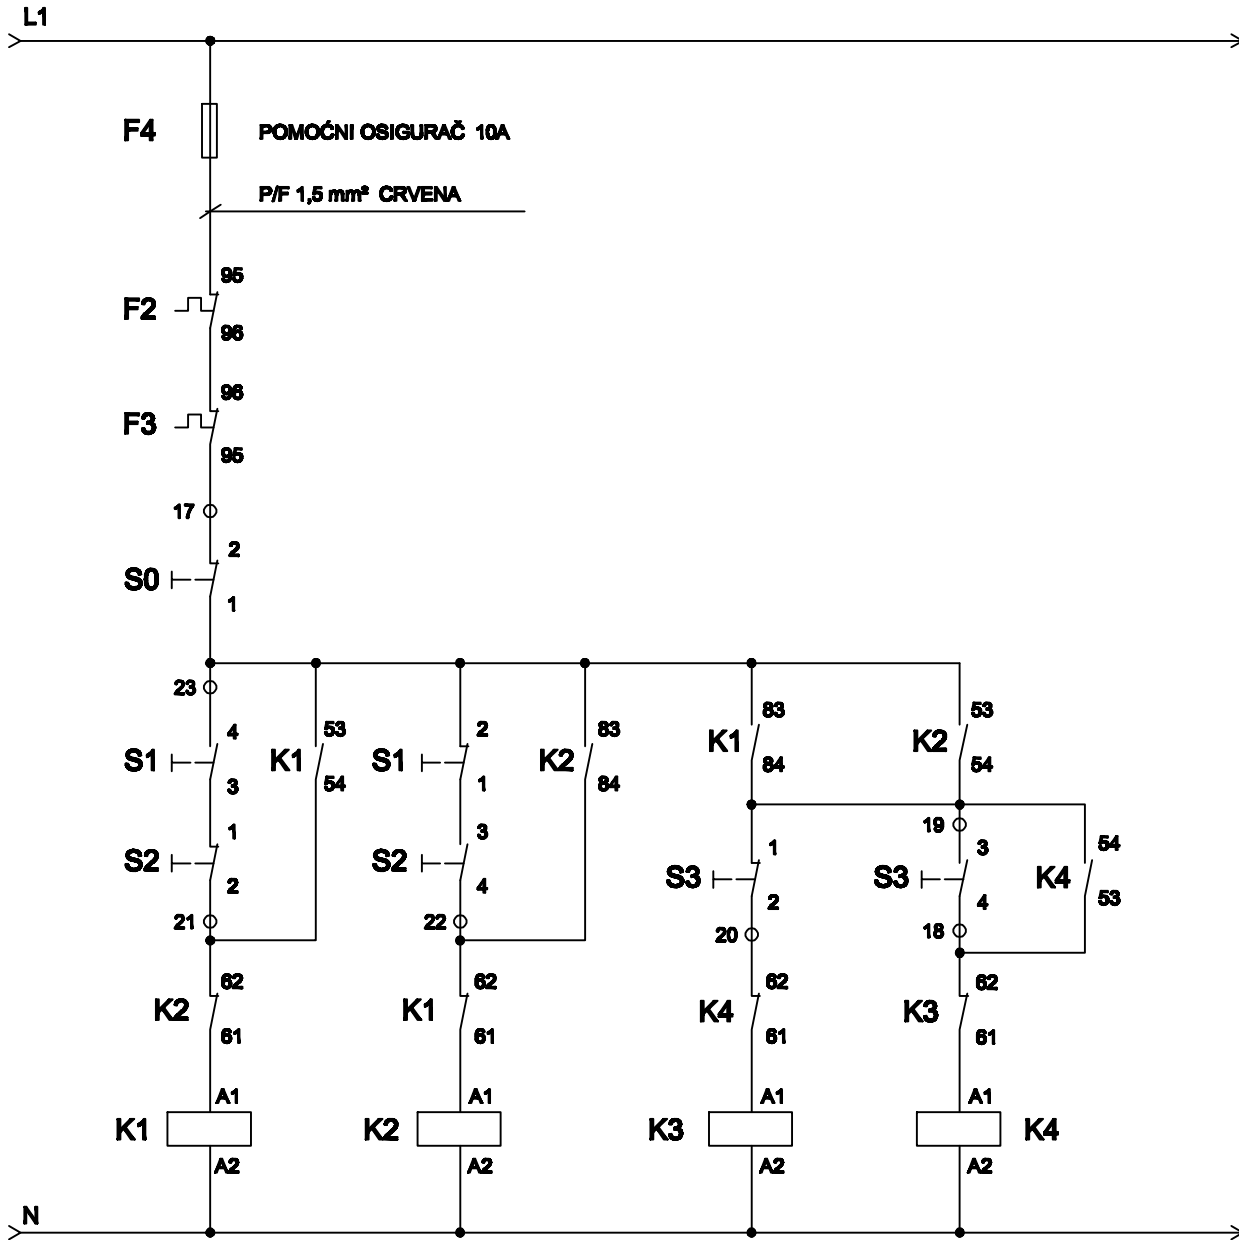 L1
F4 POMOĆNI OSIGURAČ 10A
P/F 1,5 mm² CRVENA
95
F2
96
96
F3
95
17
2
S0
1
23
4 53 2 83 83 53
S1 K1 S1 K2 K1 K2
3 54 1 84 84 54
19
1 3 1 3 54
S2 S2 S3 S3 K4
2 4 2 4 53
21 22 20 18
62 62 62 62
K2 K1 K4 K3
61 61 61 61
A1 A1 A1 A1
K1 K2 K3 K4
A2 A2 A2 A2
N